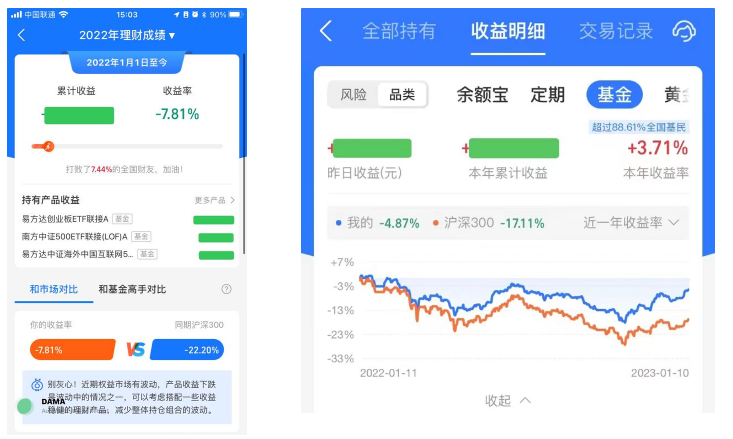 中国联通
15:03
90%
2022年理财成绩▼
2022年1月1日至今
累计收益
收益率
-
-7.81%
打败了7.44%的全国财友，加油！
持有产品收益
更多产品 >
易方达创业板ETF联接A 基金
南方中证500ETF联接(LOF)A 基金
易方达中证海外中国互联网5... 基金
和市场对比
和基金高手对比
?
你的收益率
同期沪深300
-7.81%
VS
-22.20%
别灰心！近期权益市场有波动，产品收益下跌
是波动中的情况之一，可以考虑搭配一些收益
稳健的理财产品，减少整体持仓组合的波动。
DAMA
全部持有
收益明细
交易记录
风险
品类
余额宝
定期
基金
黄金
超过88.61%全国基民
+
+
+3.71%
昨日收益(元)
本年累计收益
本年收益率
我的 -4.87%
沪深300 -17.11%
近一年收益率
+7%
-3%
-13%
-23%
-33%
2022-01-11
2023-01-10
收起